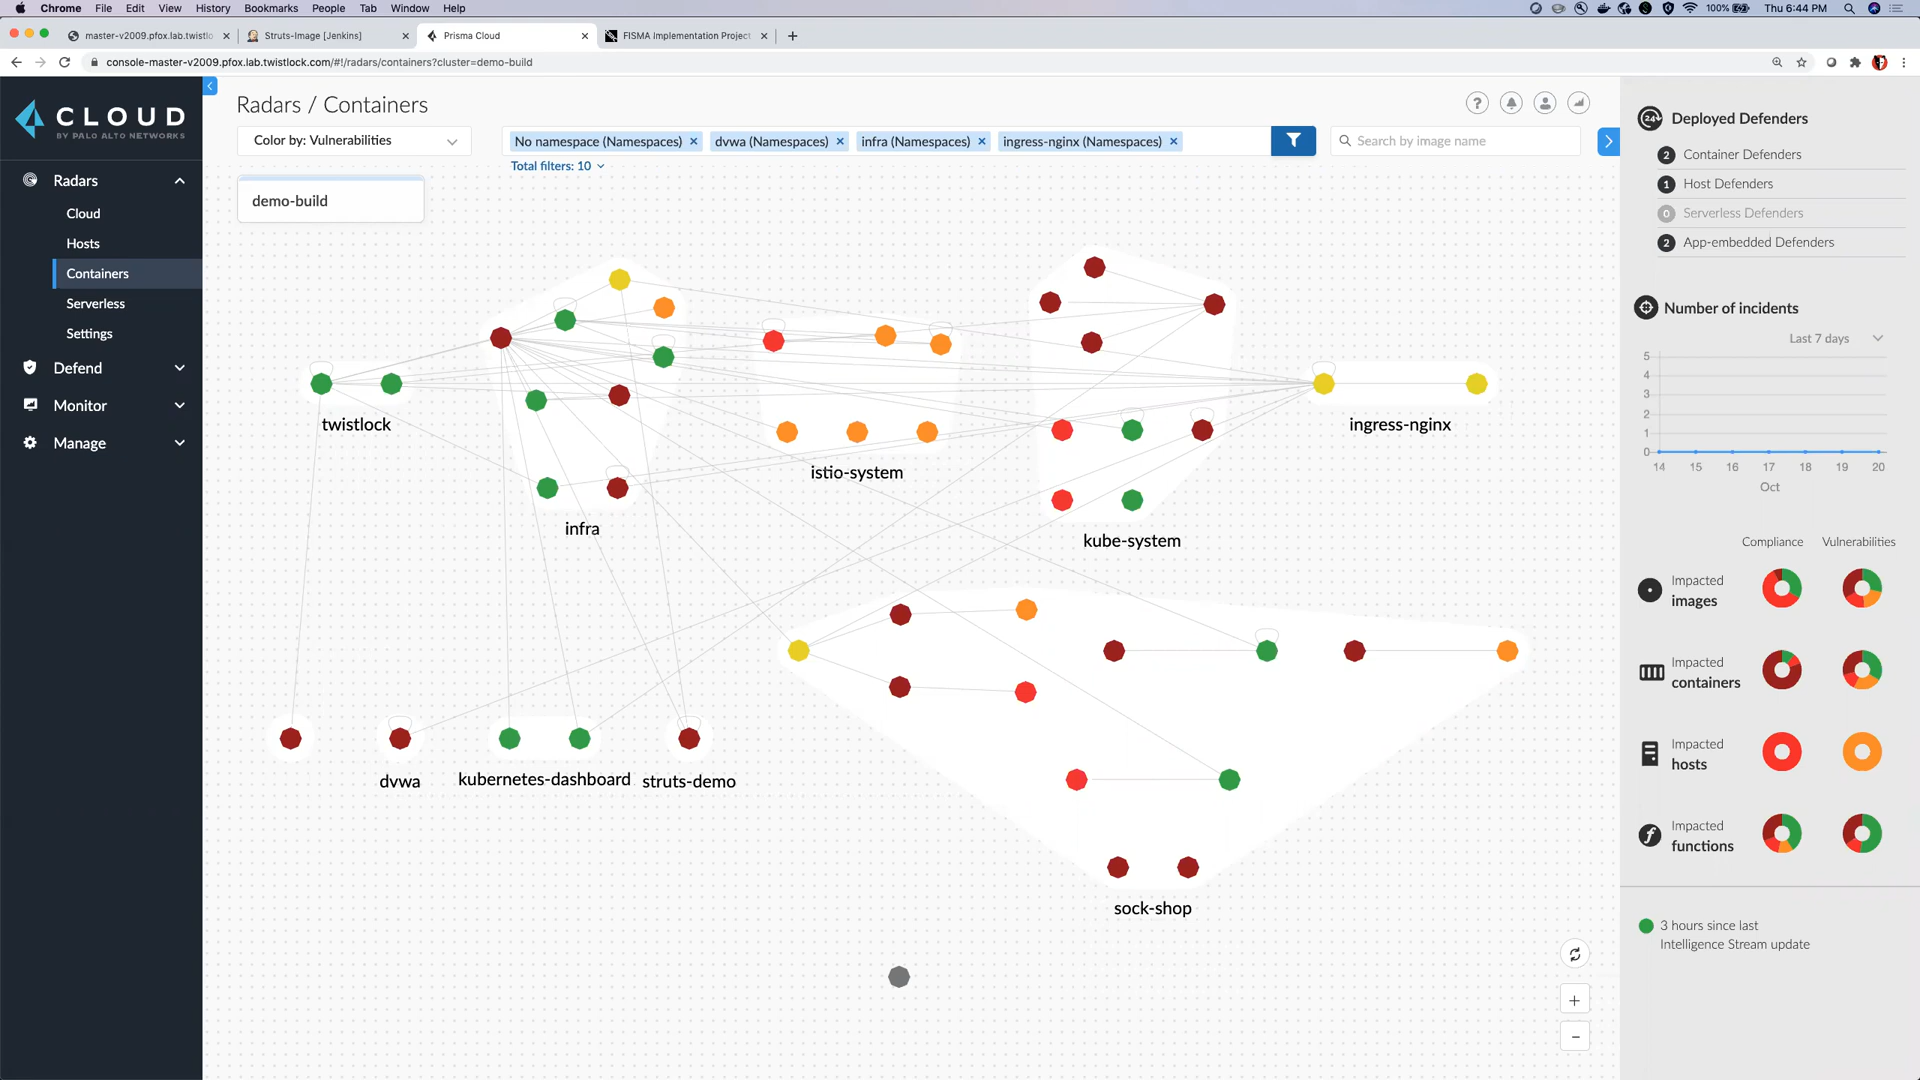 Chrome File Edit View History Bookmarks People Tab Window Help 100% Thu 6:44 PM
master-v2009.pfox.lab.twistlo Struts-Image [Jenkins] Prisma Cloud FISMA Implementation Project
console-master-v2009.pfox.lab.twistlock.com/#!/radars/containers?cluster=demo-build
CLOUD
BY PALO ALTO NETWORKS
Radars
Cloud
Hosts
Containers
Serverless
Settings
Defend
Monitor
Manage
Radars / Containers
Color by: Vulnerabilities
No namespace (Namespaces) dvwa (Namespaces) infra (Namespaces) ingress-nginx (Namespaces)
Search by image name
Total filters: 10
demo-build
twistlock
infra
istio-system
kube-system
ingress-nginx
dvwa
kubernetes-dashboard
struts-demo
sock-shop
24
Deployed Defenders
2 Container Defenders
1 Host Defenders
0 Serverless Defenders
2 App-embedded Defenders
Number of incidents
Last 7 days
5
4
3
2
1
0
14 15 16 17 18 19 20
Oct
Compliance Vulnerabilities
Impacted
images
Impacted
containers
Impacted
hosts
Impacted
functions
3 hours since last
Intelligence Stream update